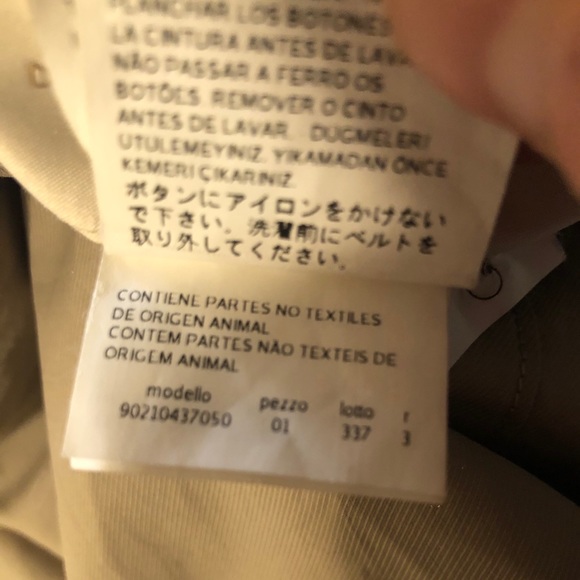 PLANCHAR LOS BOTONES
LA CINTURA ANTES DE LAV
NÃO PASSAR A FERRO OS
BOTÕES. REMOVER O CINTO
ANTES DE LAVAR. DUGMELERI
UTULEMEYINIZ. YIKAMADAN ÖNCE
KEMERI ÇIKARINIZ.
ボタンにアイロンをかけない
で下さい。洗濯前にベルトを
取り外してください。
CONTIENE PARTES NO TEXTILES
DE ORIGEN ANIMAL
CONTEM PARTES NÃO TEXTEIS DE
ORIGEM ANIMAL
modello pezzo lotto r
90210437050 01 337 3